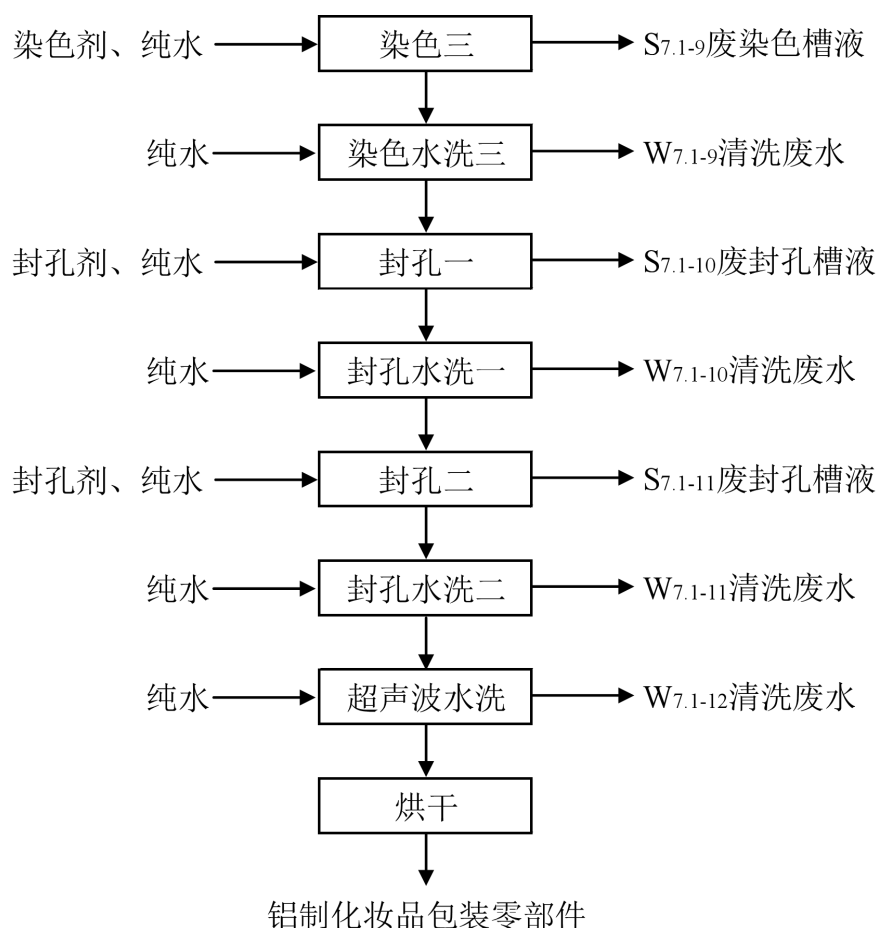 染色剂、纯水 染色三 S7.1-9废染色槽液
纯水 染色水洗三 W7.1-9清洗废水
封孔剂、纯水 封孔一 S7.1-10废封孔槽液
纯水 封孔水洗一 W7.1-10清洗废水
封孔剂、纯水 封孔二 S7.1-11废封孔槽液
纯水 封孔水洗二 W7.1-11清洗废水
纯水 超声波水洗 W7.1-12清洗废水
烘干
铝制化妆品包装零部件